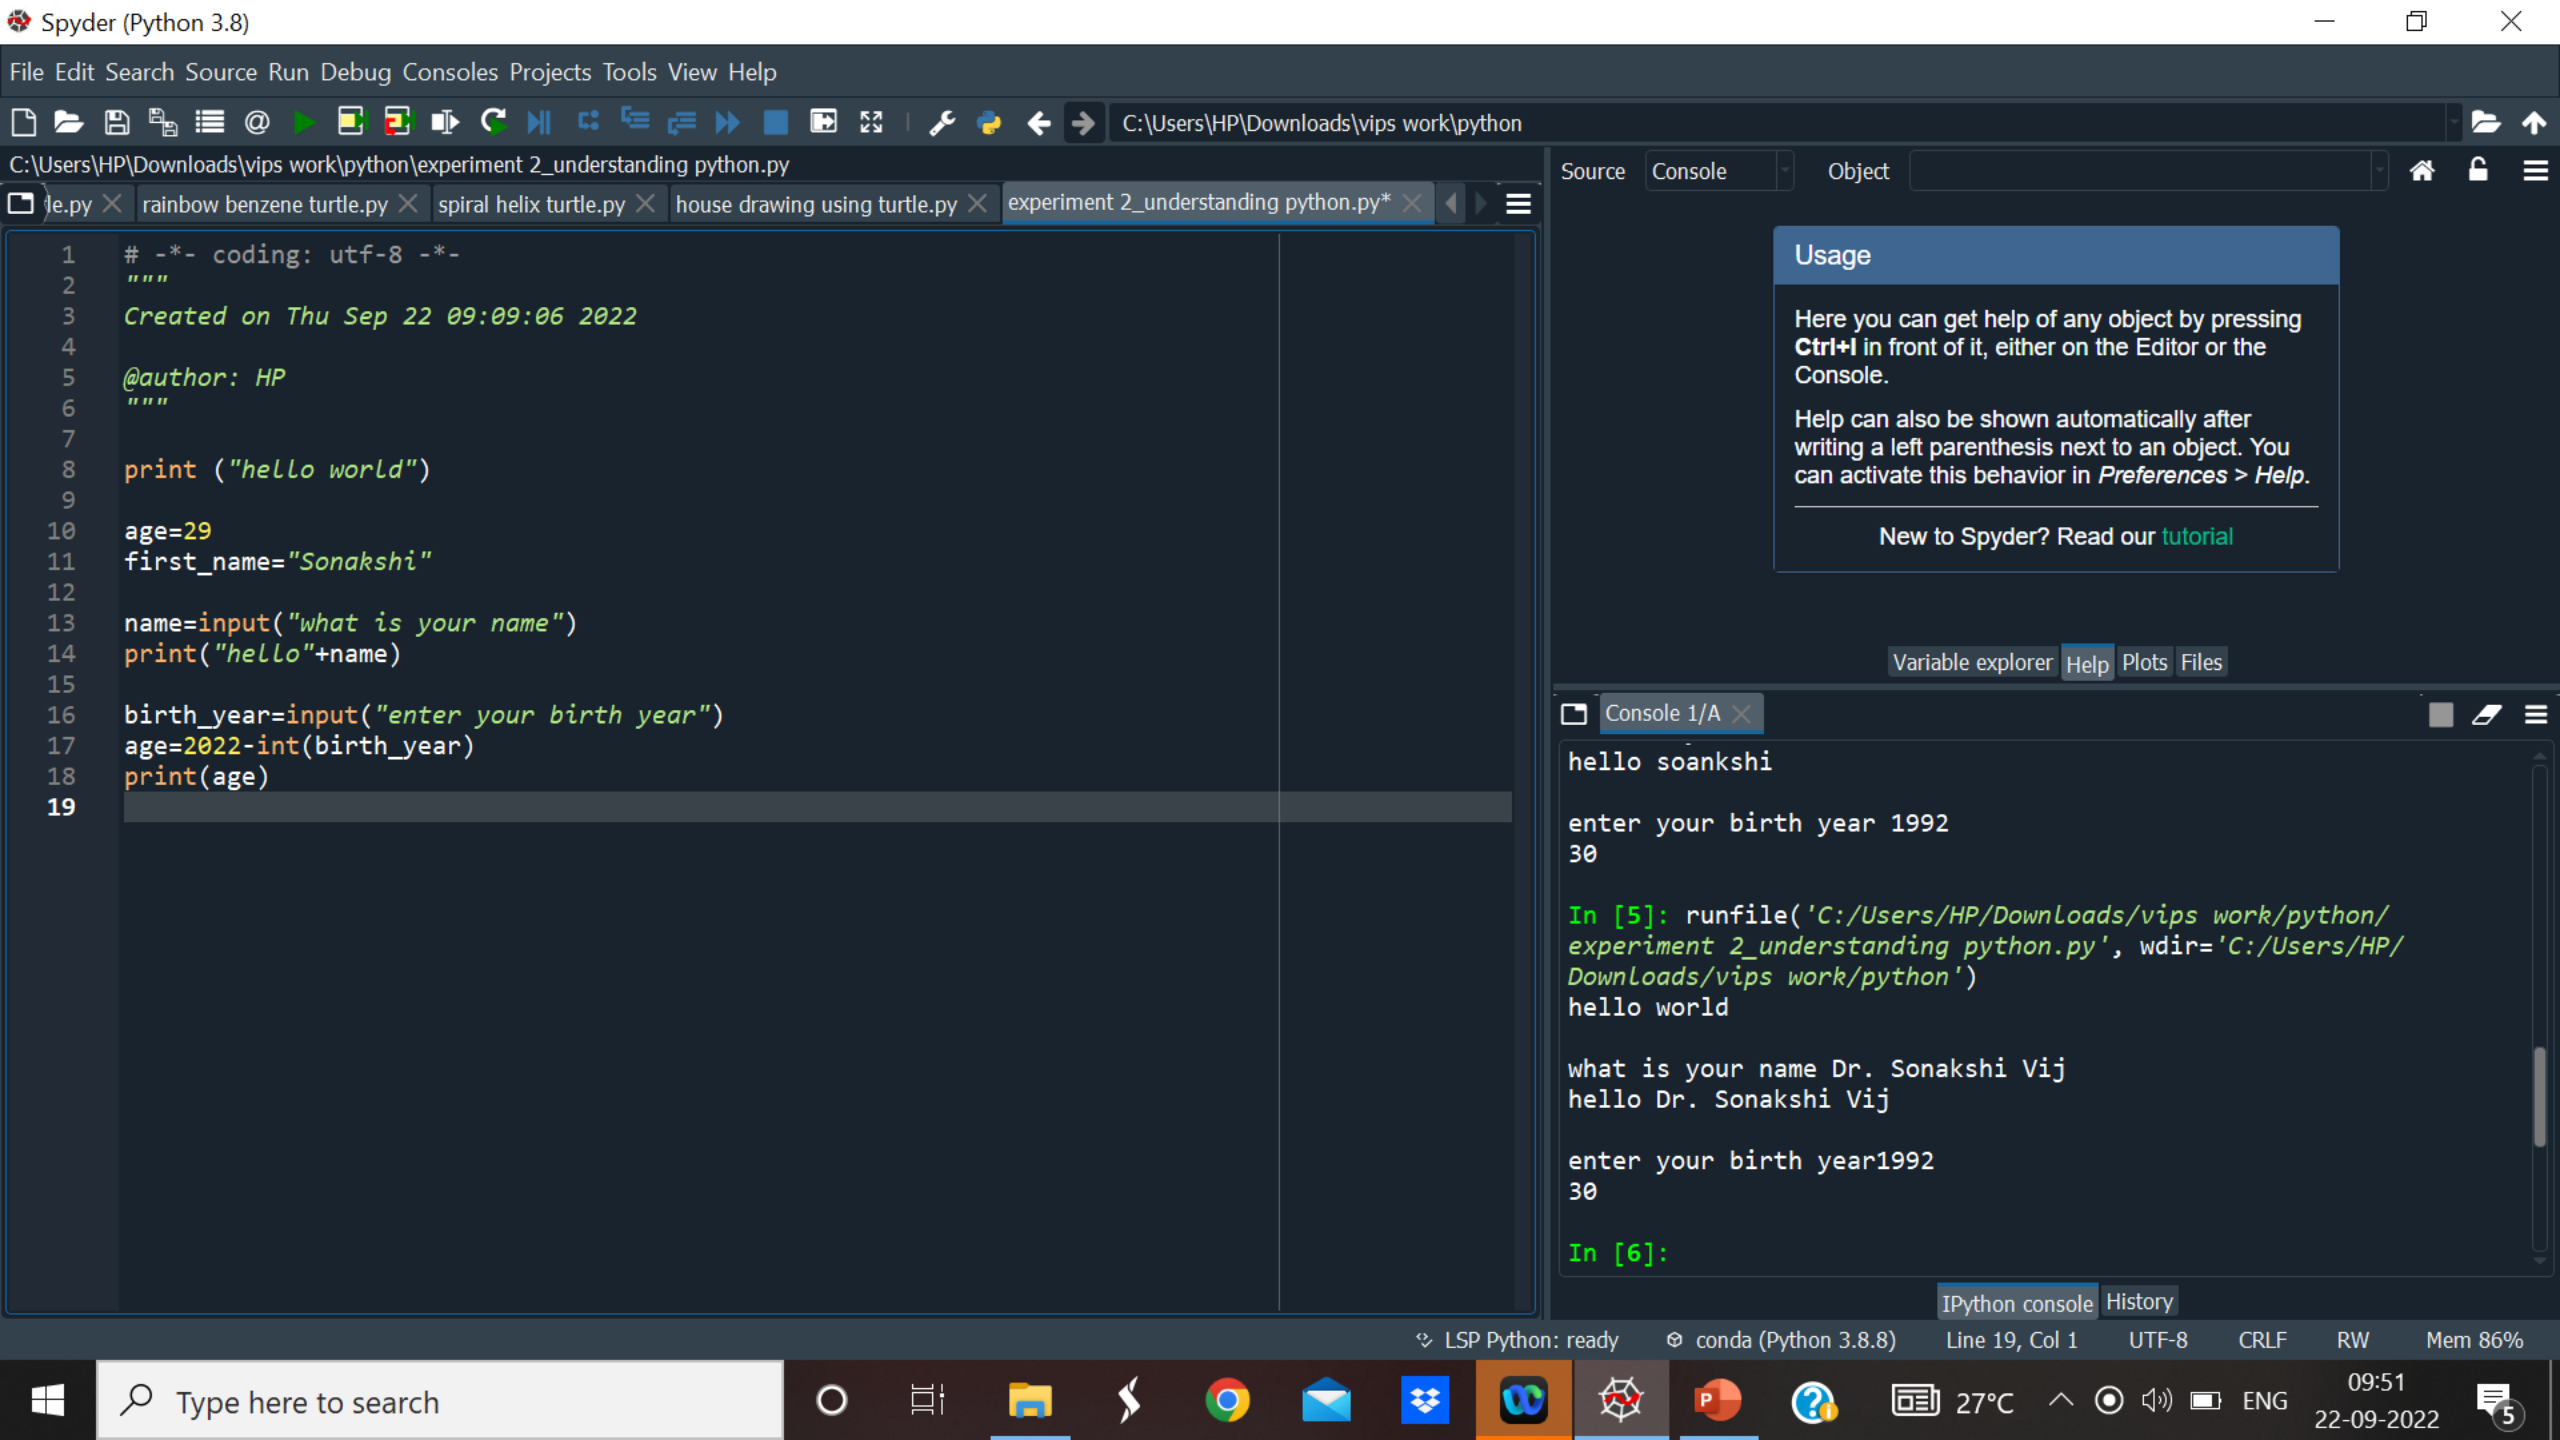 Spyder (Python 3.8)
File Edit Search Source Run Debug Consoles Projects Tools View Help
C:\Users\HP\Downloads\vips work\python
C:\Users\HP\Downloads\vips work\python\experiment 2_understanding python.py
le.py rainbow benzene turtle.py spiral helix turtle.py house drawing using turtle.py experiment 2_understanding python.py*
1 # -*- coding: utf-8 -*-
2 """
3 Created on Thu Sep 22 09:09:06 2022
4
5 @author: HP
6 """
7
8 print ("hello world")
9
10 age=29
11 first_name="Sonakshi"
12
13 name=input("what is your name")
14 print("hello"+name)
15
16 birth_year=input("enter your birth year")
17 age=2022-int(birth_year)
18 print(age)
19
Source Console Object
Usage
Here you can get help of any object by pressing
Ctrl+I in front of it, either on the Editor or the
Console.
Help can also be shown automatically after
writing a left parenthesis next to an object. You
can activate this behavior in Preferences > Help.
New to Spyder? Read our tutorial
Variable explorer Help Plots Files
Console 1/A
hello soankshi
enter your birth year 1992
30
In [5]: runfile('C:/Users/HP/Downloads/vips work/python/
experiment 2_understanding python.py', wdir='C:/Users/HP/
Downloads/vips work/python')
hello world
what is your name Dr. Sonakshi Vij
hello Dr. Sonakshi Vij
enter your birth year1992
30
In [6]:
IPython console History
LSP Python: ready conda (Python 3.8.8) Line 19, Col 1 UTF-8 CRLF RW Mem 86%
Type here to search
27°C ENG
09:51
22-09-2022
5